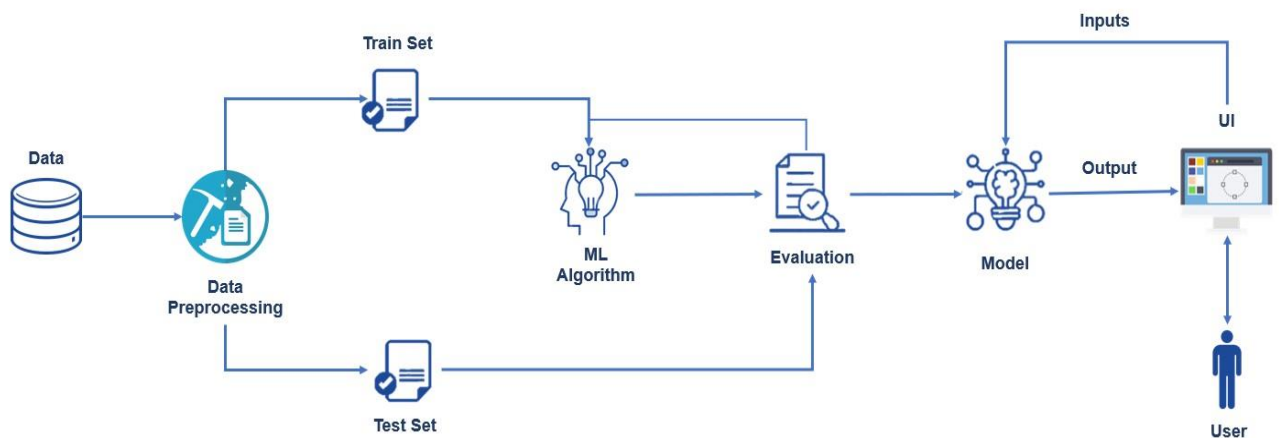 Inputs
Train Set
UI
Data
Output
ML
Algorithm
Evaluation
Model
Data
Preprocessing
Test Set
User